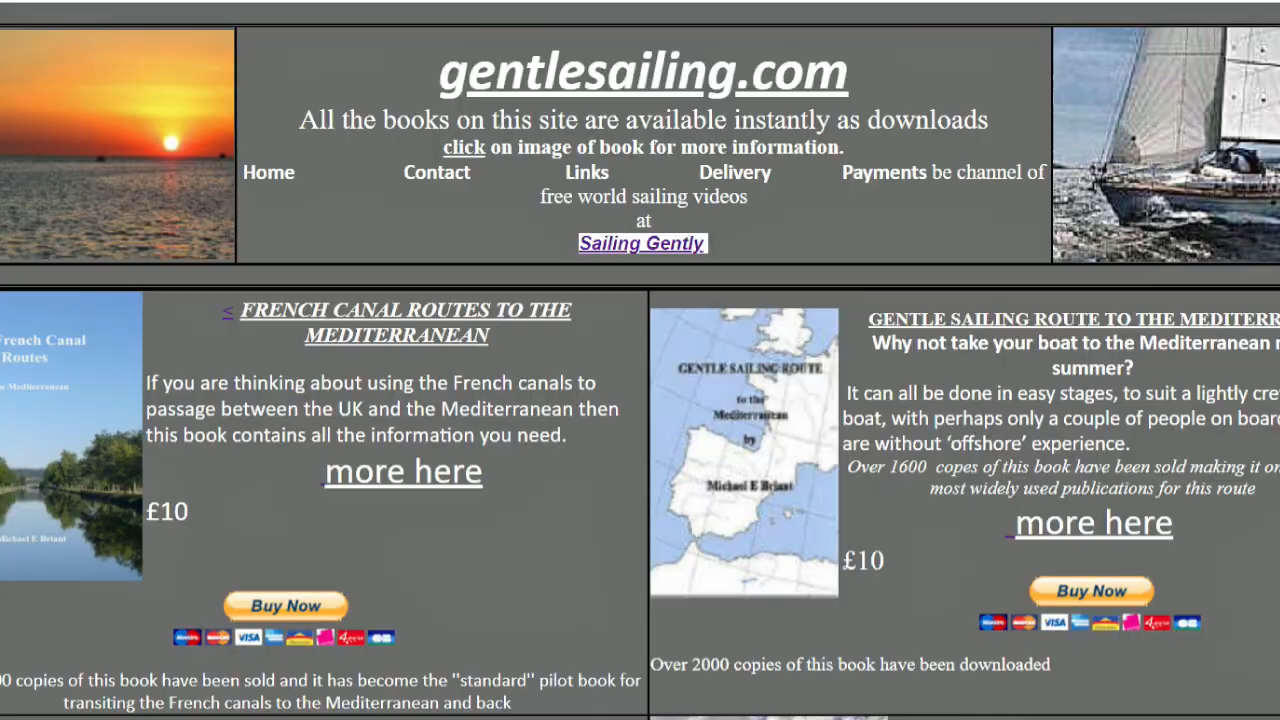 gentlesailing.com
All the books on this site are available instantly as downloads
click on image of book for more information.
Home Contact Links Delivery Payments be channel of
free world sailing videos
at
Sailing Gently
French Canal
Routes
Mediterranean
Michael E Briant
< FRENCH CANAL ROUTES TO THE
MEDITERRANEAN
If you are thinking about using the French canals to
passage between the UK and the Mediterranean then
this book contains all the information you need.
more here
£10
Buy Now
VISA
00 copies of this book have been sold and it has become the "standard" pilot book for
transiting the French canals to the Mediterranean and back
GENTLE SAILING ROUTE
to the
Mediterranean
by
Michael E Briant
GENTLE SAILING ROUTE TO THE MEDITERR
Why not take your boat to the Mediterranean
summer?
It can all be done in easy stages, to suit a lightly cre
boat, with perhaps only a couple of people on board
are without ‘offshore’ experience.
Over 1600 copes of this book have been sold making it on
most widely used publications for this route
more here
£10
Buy Now
VISA
Over 2000 copies of this book have been downloaded